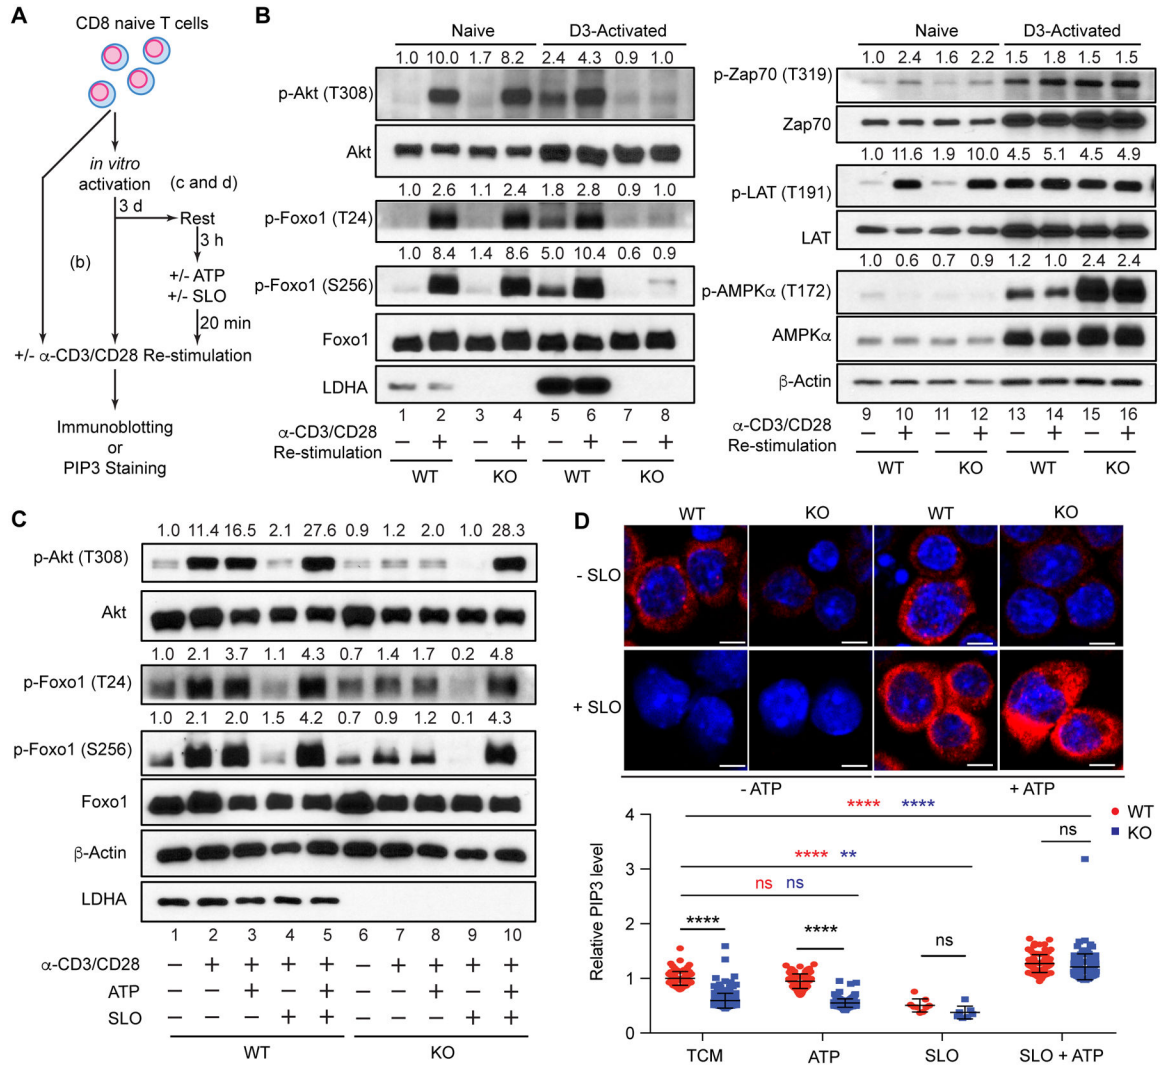 A
CD8 naive T cells
in vitro
activation
(c and d)
3 d
Rest
3 h
(b)
+/- ATP
+/- SLO
20 min
+/- α-CD3/CD28 Re-stimulation
Immunoblotting
or
PIP3 Staining
B
Naive D3-Activated
1.0 10.0 1.7 8.2 2.4 4.3 0.9 1.0
p-Akt (T308)
Akt
1.0 2.6 1.1 2.4 1.8 2.8 0.9 1.0
p-Foxo1 (T24)
1.0 8.4 1.4 8.6 5.0 10.4 0.6 0.9
p-Foxo1 (S256)
Foxo1
LDHA
1 2 3 4 5 6 7 8
α-CD3/CD28
Re-stimulation
− + − + − + − +
WT KO WT KO
Naive D3-Activated
1.0 2.4 1.6 2.2 1.5 1.8 1.5 1.5
p-Zap70 (T319)
Zap70
1.0 11.6 1.9 10.0 4.5 5.1 4.5 4.9
p-LAT (T191)
LAT
1.0 0.6 0.7 0.9 1.2 1.0 2.4 2.4
p-AMPKα (T172)
AMPKα
β-Actin
9 10 11 12 13 14 15 16
α-CD3/CD28
Re-stimulation
− + − + − + − +
WT KO WT KO
C
1.0 11.4 16.5 2.1 27.6 0.9 1.2 2.0 1.0 28.3
p-Akt (T308)
Akt
1.0 2.1 3.7 1.1 4.3 0.7 1.4 1.7 0.2 4.8
p-Foxo1 (T24)
1.0 2.1 2.0 1.5 4.2 0.7 0.9 1.2 0.1 4.3
p-Foxo1 (S256)
Foxo1
β-Actin
LDHA
1 2 3 4 5 6 7 8 9 10
α-CD3/CD28 − + + + + − + + + +
ATP − − + − + − − + − +
SLO − − − + + − − − + +
WT KO
D
WT KO WT KO
- SLO
+ SLO
- ATP + ATP
Relative PIP3 level
4
3
2
1
0
**** ****
**** **
ns ns
**** **** ns ns
WT
KO
TCM ATP SLO SLO + ATP